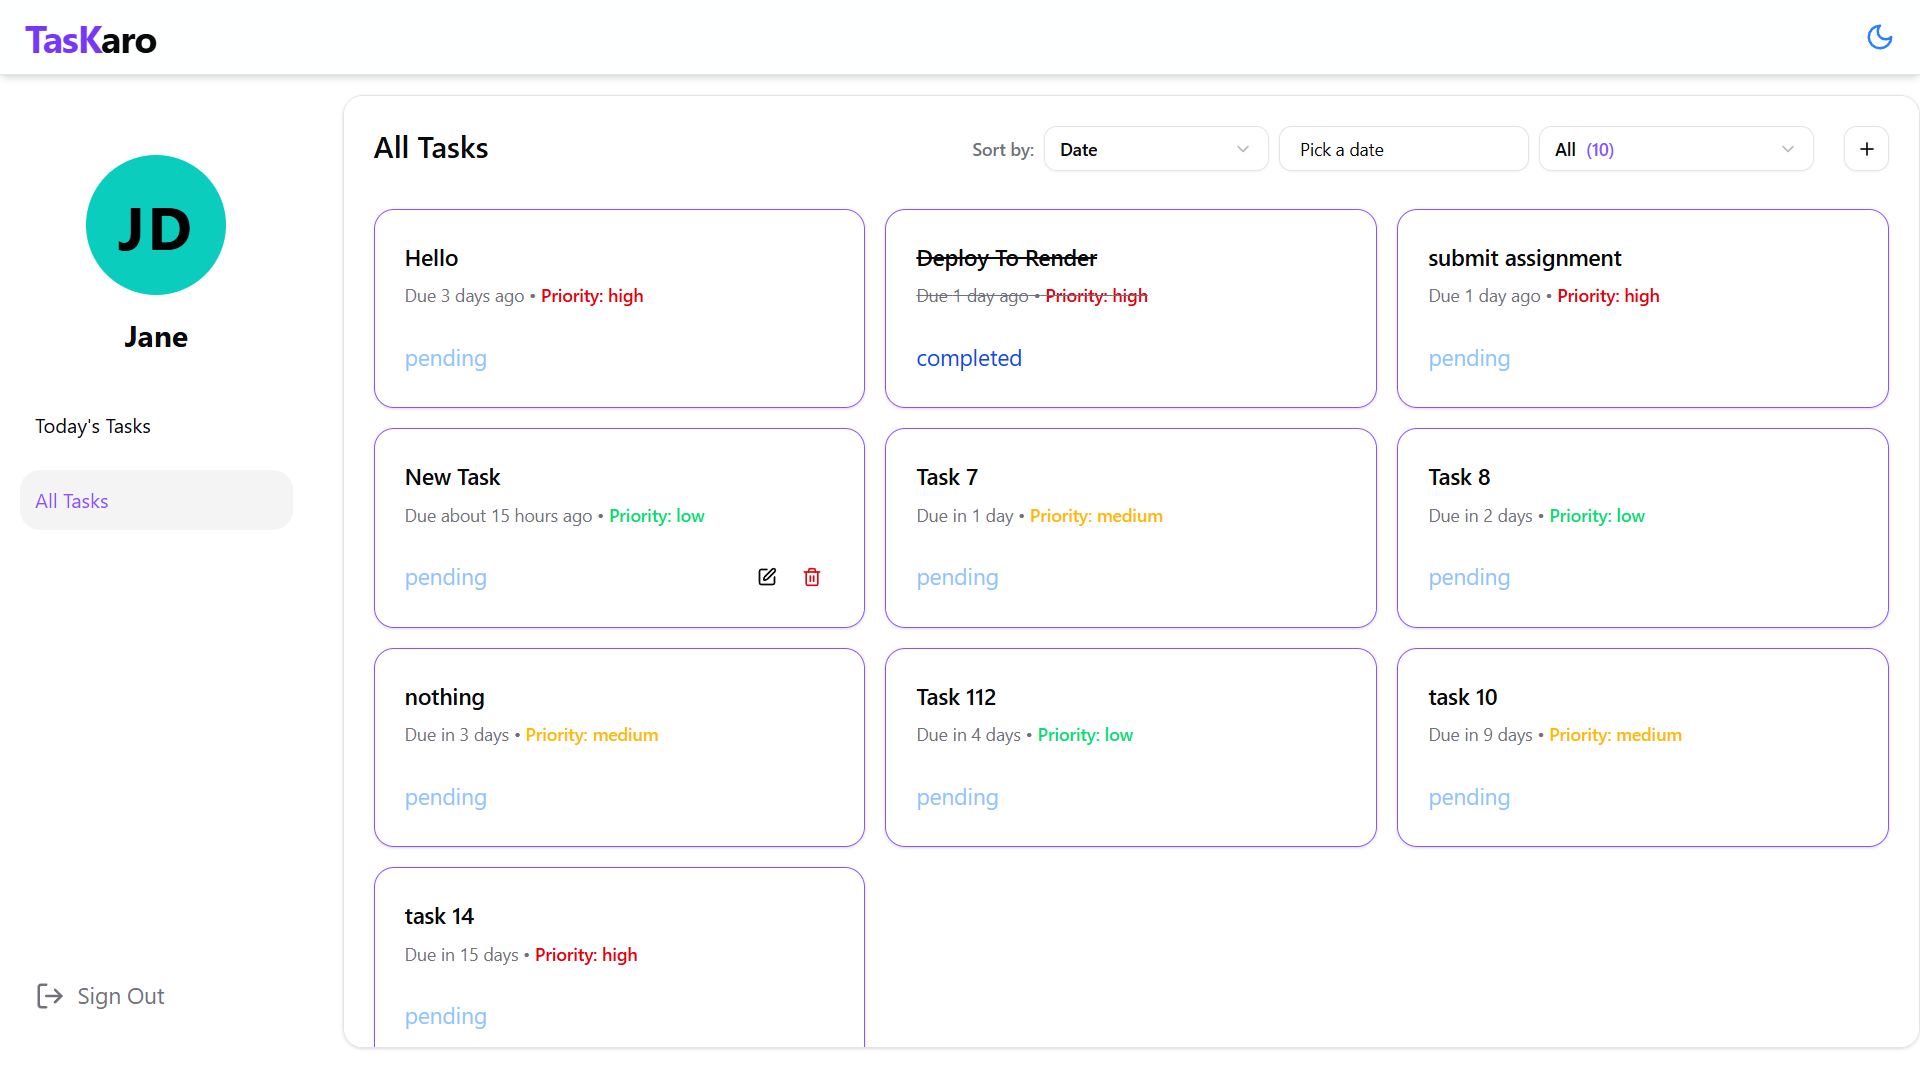 TasKaro
JD
Jane
Today's Tasks
All Tasks
Sign Out
All Tasks
Sort by: Date Pick a date All (10)
Hello
Due 3 days ago • Priority: high
pending
Deploy To Render
Due 1 day ago • Priority: high
completed
submit assignment
Due 1 day ago • Priority: high
pending
New Task
Due about 15 hours ago • Priority: low
pending
Task 7
Due in 1 day • Priority: medium
pending
Task 8
Due in 2 days • Priority: low
pending
nothing
Due in 3 days • Priority: medium
pending
Task 112
Due in 4 days • Priority: low
pending
task 10
Due in 9 days • Priority: medium
pending
task 14
Due in 15 days • Priority: high
pending